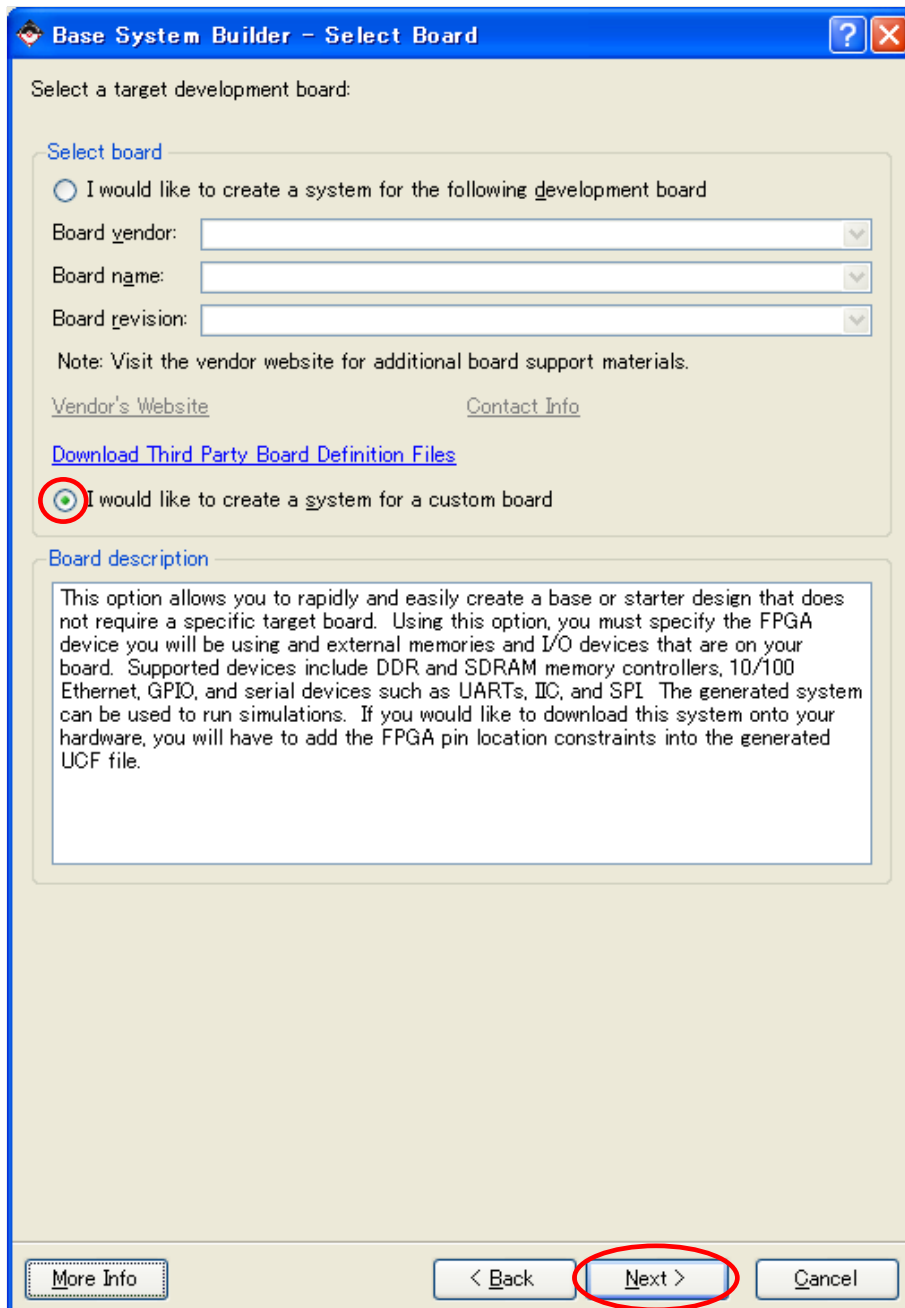 Base System Builder - Select Board
Select a target development board:
Select board
I would like to create a system for the following development board
Board vendor:
Board name:
Board revision:
Note: Visit the vendor website for additional board support materials.
Vendor's Website Contact Info
Download Third Party Board Definition Files
I would like to create a system for a custom board
Board description
This option allows you to rapidly and easily create a base or starter design that does
not require a specific target board. Using this option, you must specify the FPGA
device you will be using and external memories and I/O devices that are on your
board. Supported devices include DDR and SDRAM memory controllers, 10/100
Ethernet, GPIO, and serial devices such as UARTs, IIC, and SPI. The generated system
can be used to run simulations. If you would like to download this system onto your
hardware, you will have to add the FPGA pin location constraints into the generated
UCF file.
More Info < Back Next > Cancel